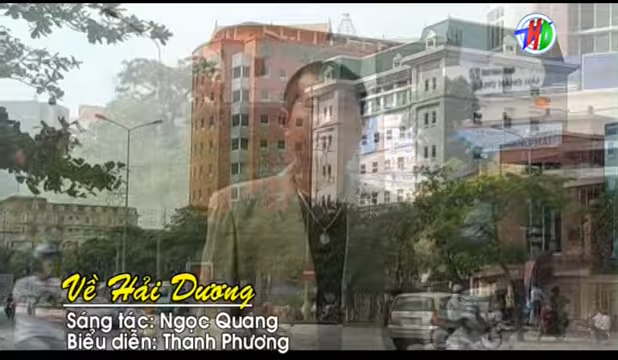 Về Hải Dương
Sáng tác: Ngọc Quang
Biểu diễn: Thanh Phương